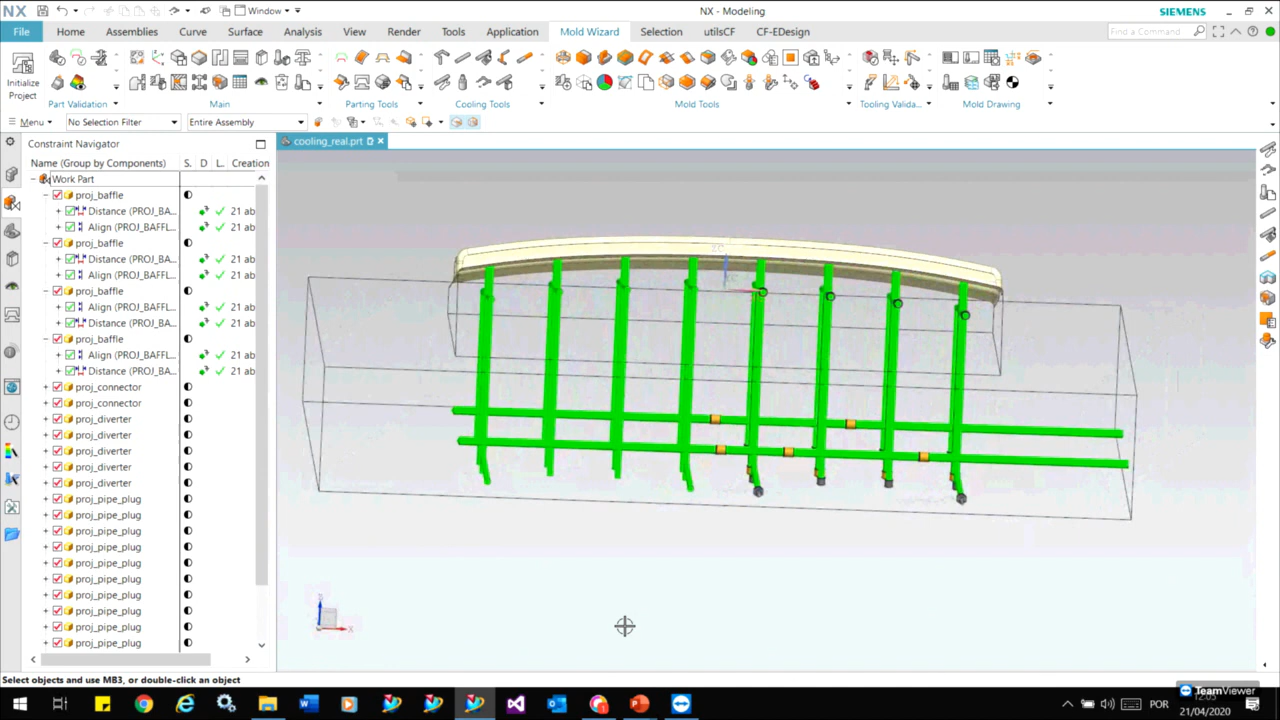 NX
Window
NX - Modeling
SIEMENS
File
Home
Assemblies
Curve
Surface
Analysis
View
Render
Tools
Application
Mold Wizard
Selection
utilsCF
CF-EDesign
Find a Command
Initialize
Project
Part Validation
Main
Parting Tools
Cooling Tools
Mold Tools
Tooling Valida...
Mold Drawing
Menu
No Selection Filter
Entire Assembly
Constraint Navigator
cooling_real.prt
Name (Group by Components)
S.
D
L.
Creation
Work Part
proj_baffle
Distance (PROJ_BA...
21 ab
Align (PROJ_BAFFL...
21 ab
proj_baffle
Distance (PROJ_BA...
21 ab
Align (PROJ_BAFFL...
21 ab
proj_baffle
Align (PROJ_BAFFL...
21 ab
Distance (PROJ_BA...
21 ab
proj_baffle
Align (PROJ_BAFFL...
21 ab
Distance (PROJ_BA...
21 ab
proj_connector
proj_connector
proj_diverter
proj_diverter
proj_diverter
proj_diverter
proj_diverter
proj_pipe_plug
proj_pipe_plug
proj_pipe_plug
proj_pipe_plug
proj_pipe_plug
proj_pipe_plug
proj_pipe_plug
proj_pipe_plug
proj_pipe_plug
proj_pipe_plug
X
Select objects and use MB3, or double-click an object
TeamViewer
POR
12:05
21/04/2020